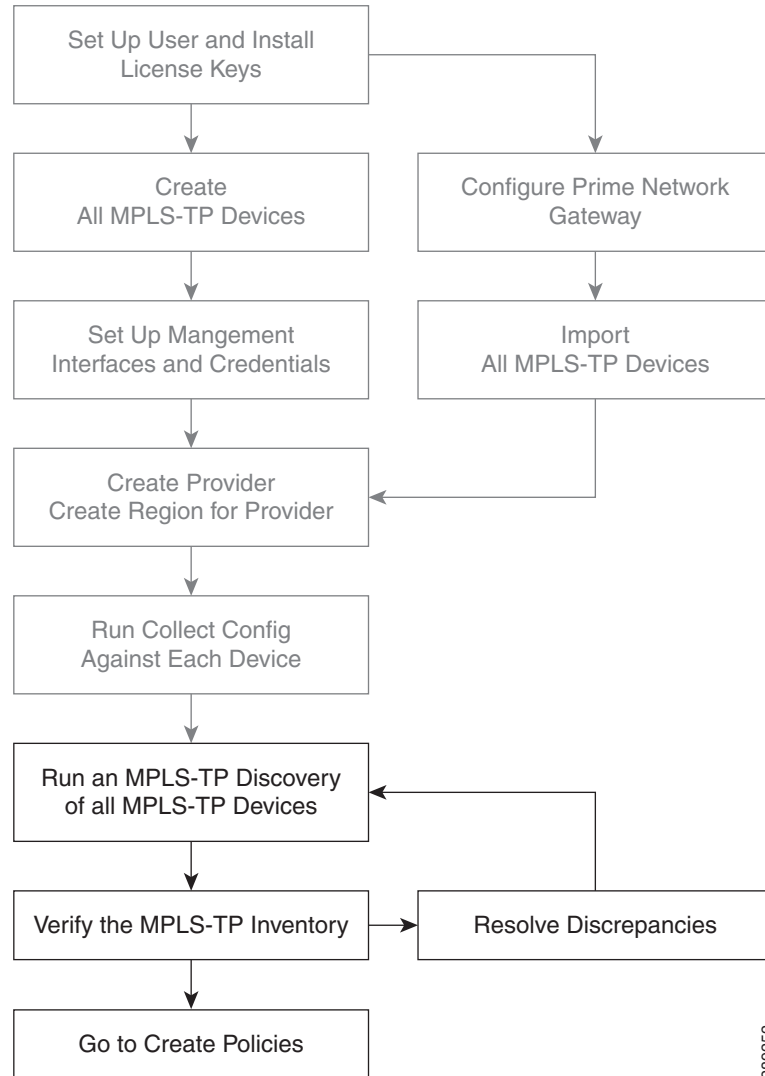 Set Up User and Install
License Keys
Create
All MPLS-TP Devices
Configure Prime Network
Gateway
Set Up Mangement
Interfaces and Credentials
Import
All MPLS-TP Devices
Create Provider
Create Region for Provider
Run Collect Config
Against Each Device
Run an MPLS-TP Discovery
of all MPLS-TP Devices
Verify the MPLS-TP Inventory
Resolve Discrepancies
Go to Create Policies